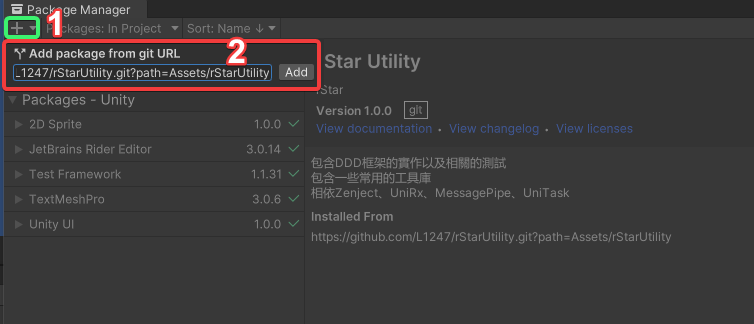 Package Manager
1
Packages: In Project
Sort: Name ↓
2
Add package from git URL
L1247/rStarUtility.git?path=Assets/rStarUtility
Add
Packages - Unity
2D Sprite 1.0.0
JetBrains Rider Editor 3.0.14
Test Framework 1.1.31
TextMeshPro 3.0.6
Unity UI 1.0.0
Star Utility
rStar
Version 1.0.0 git
View documentation • View changelog • View licenses
包含DDD框架的實作以及相關的測試
包含一些常用的工具庫
相依Zenject、UniRx、MessagePipe、UniTask
Installed From
https://github.com/L1247/rStarUtility.git?path=Assets/rStarUtility